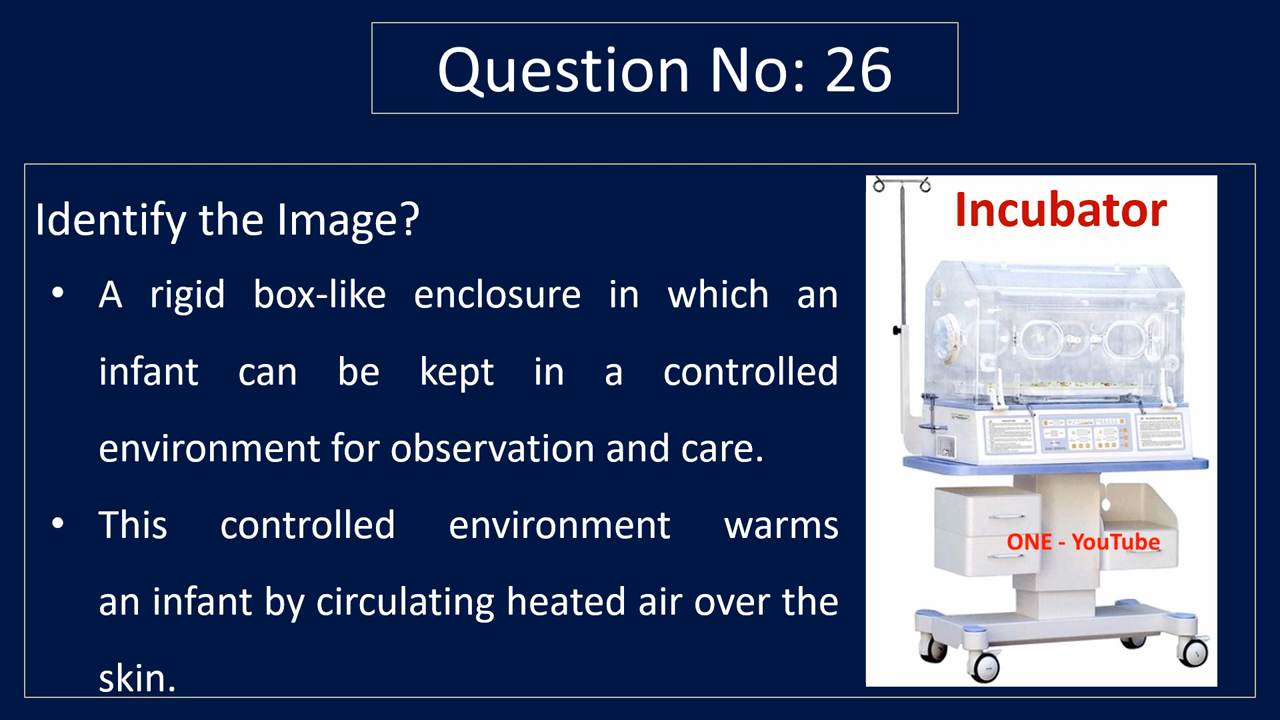 Question No: 26
Identify the Image?
• A rigid box-like enclosure in which an
infant can be kept in a controlled
environment for observation and care.
• This controlled environment warms
an infant by circulating heated air over the
skin.
Incubator
ONE - YouTube